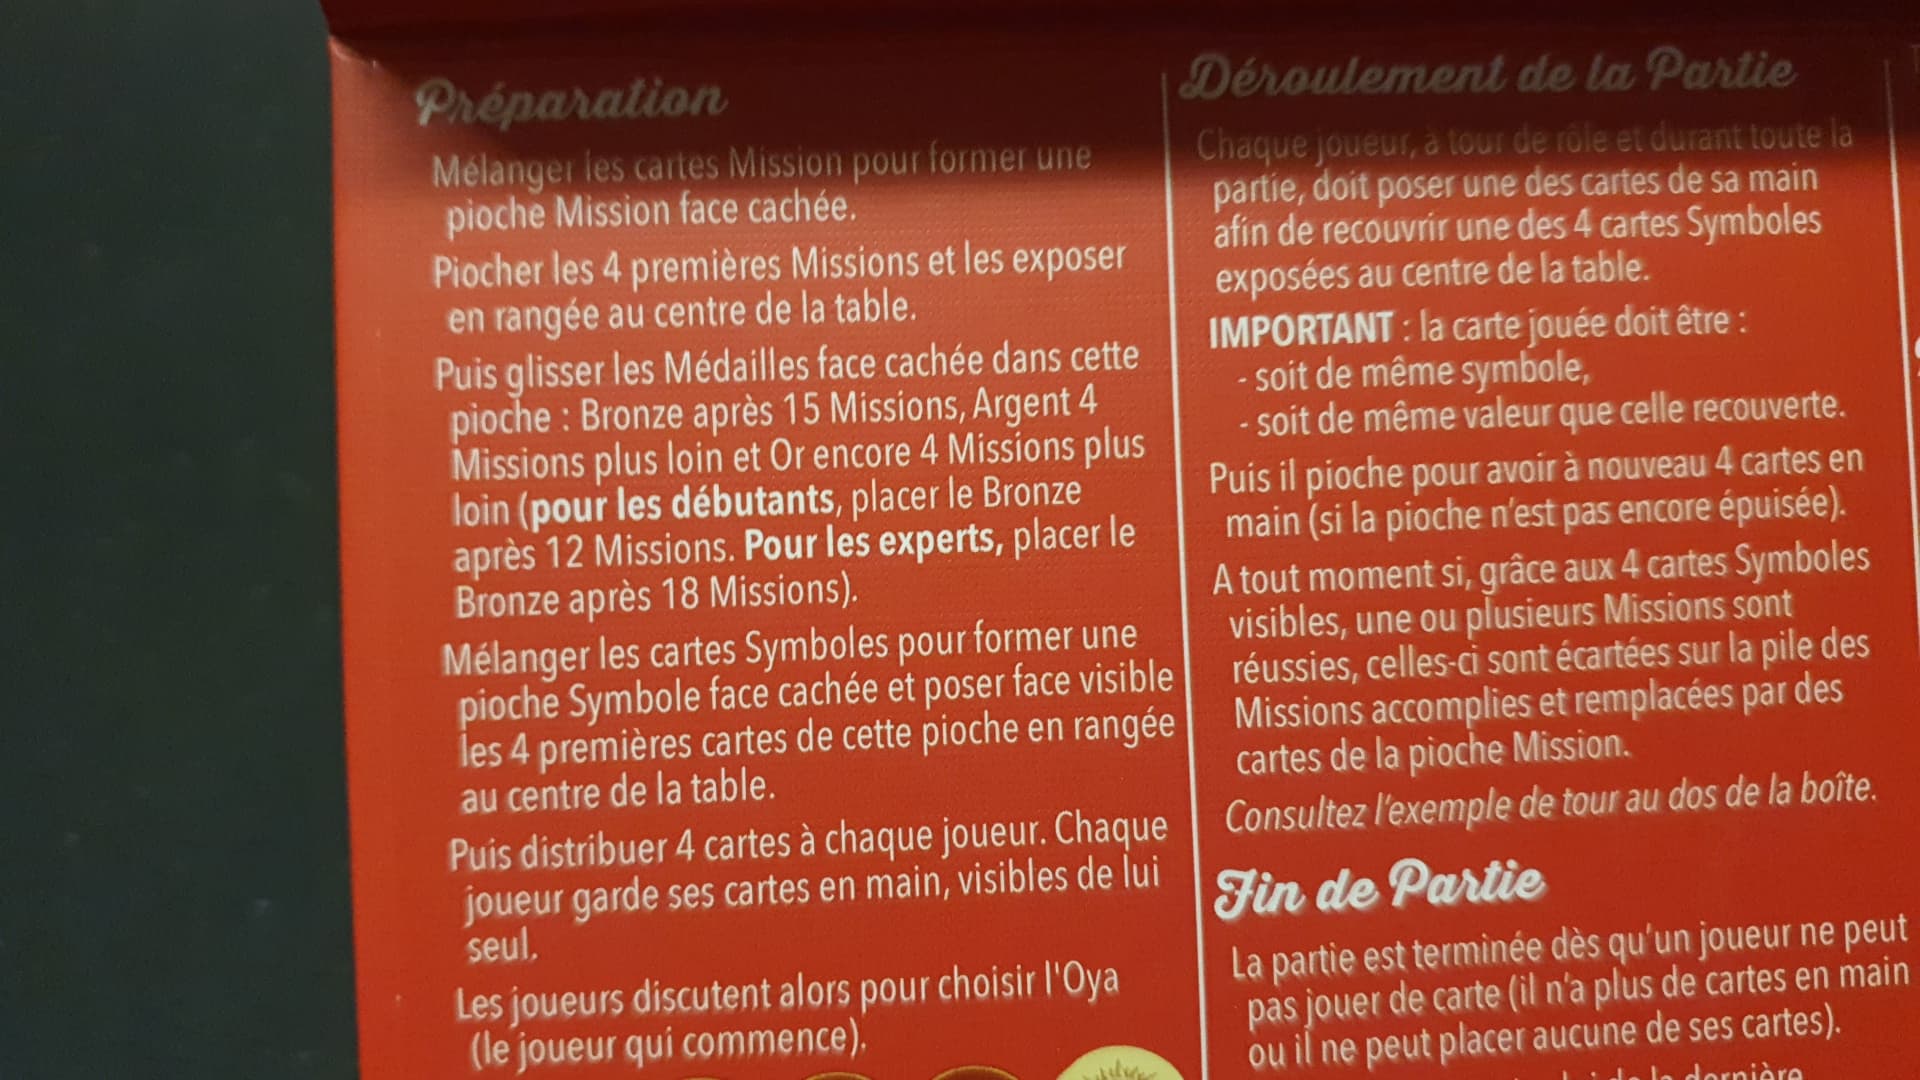 Préparation
Mélanger les cartes Mission pour former une
pioche Mission face cachée.
Piocher les 4 premières Missions et les exposer
en rangée au centre de la table.
Puis glisser les Médailles face cachée dans cette
pioche : Bronze après 15 Missions, Argent 4
Missions plus loin et Or encore 4 Missions plus
loin (pour les débutants, placer le Bronze
après 12 Missions. Pour les experts, placer le
Bronze après 18 Missions).
Mélanger les cartes Symboles pour former une
pioche Symbole face cachée et poser face visible
les 4 premières cartes de cette pioche en rangée
au centre de la table.
Puis distribuer 4 cartes à chaque joueur. Chaque
joueur garde ses cartes en main, visibles de lui
seul.
Les joueurs discutent alors pour choisir l'Oya
(le joueur qui commence).
Déroulement de la Partie
Chaque joueur, à tour de rôle et durant toute la
partie, doit poser une des cartes de sa main
afin de recouvrir une des 4 cartes Symboles
exposées au centre de la table.
IMPORTANT : la carte jouée doit être :
- soit de même symbole,
- soit de même valeur que celle recouverte.
Puis il pioche pour avoir à nouveau 4 cartes en
main (si la pioche n'est pas encore épuisée).
A tout moment si, grâce aux 4 cartes Symboles
visibles, une ou plusieurs Missions sont
réussies, celles-ci sont écartées sur la pile des
Missions accomplies et remplacées par des
cartes de la pioche Mission.
Consultez l'exemple de tour au dos de la boîte.
Fin de Partie
La partie est terminée dès qu'un joueur ne peut
pas jouer de carte (il n'a plus de cartes en main
ou il ne peut placer aucune de ses cartes).
de la dernière